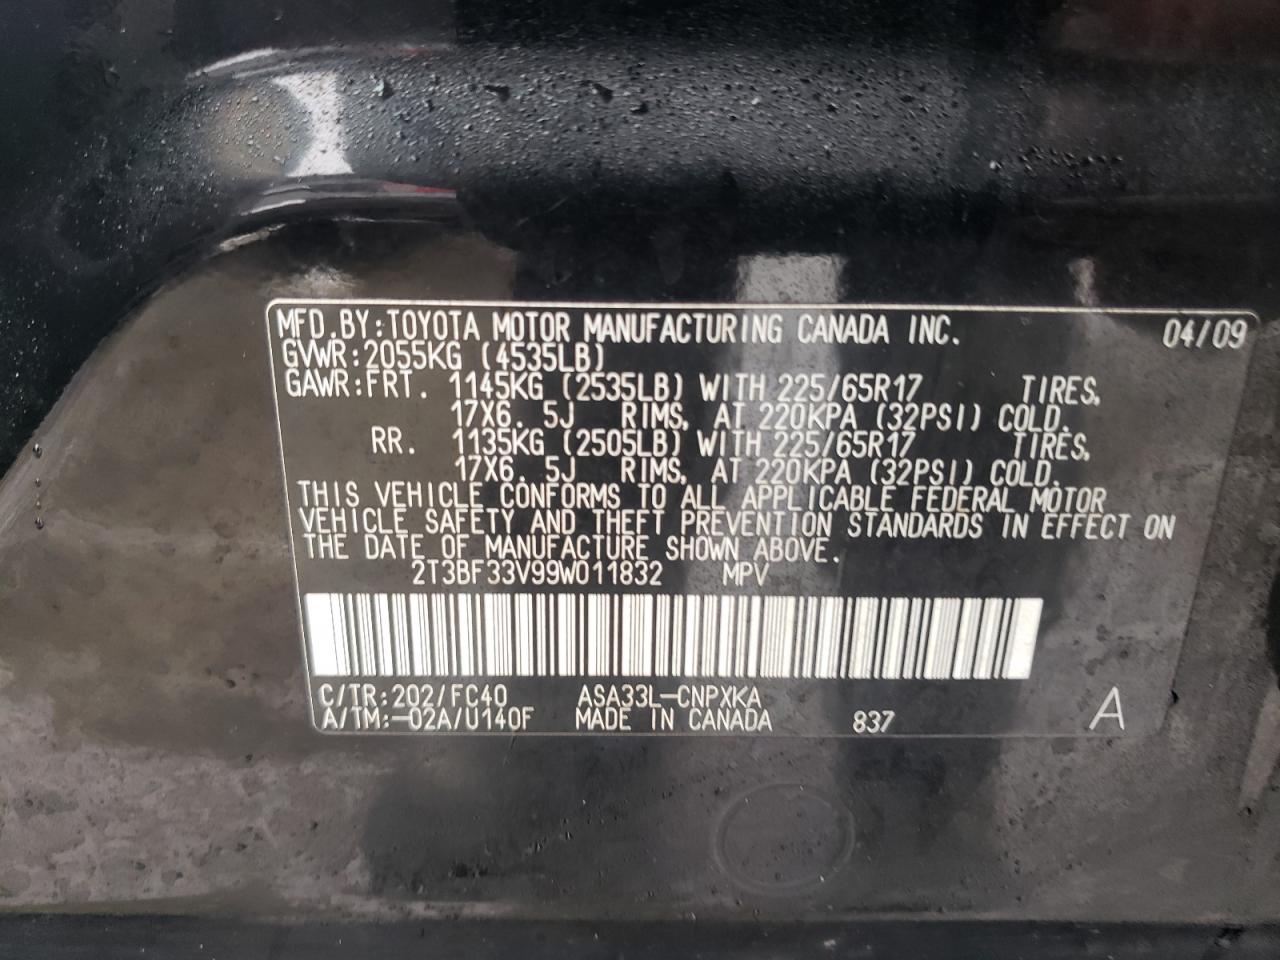 MFD.BY:TOYOTA MOTOR MANUFACTURING CANADA INC. 04/09
GVWR:2055KG (4535LB)
GAWR:FRT. 1145KG (2535LB) WITH 225/65R17 TIRES,
17X6. 5J RIMS, AT 220KPA (32PSI) COLD.
RR. 1135KG (2505LB) WITH 225/65R17 TIRES,
17X6. 5J RIMS, AT 220KPA (32PSI) COLD.
THIS VEHICLE CONFORMS TO ALL APPLICABLE FEDERAL MOTOR
VEHICLE SAFETY AND THEFT PREVENTION STANDARDS IN EFFECT ON
THE DATE OF MANUFACTURE SHOWN ABOVE.
2T3BF33V99W011832 MPV
C/TR:202/FC40 ASA33L-CNPXKA
A/TM:-02A/U140F MADE IN CANADA 837 A